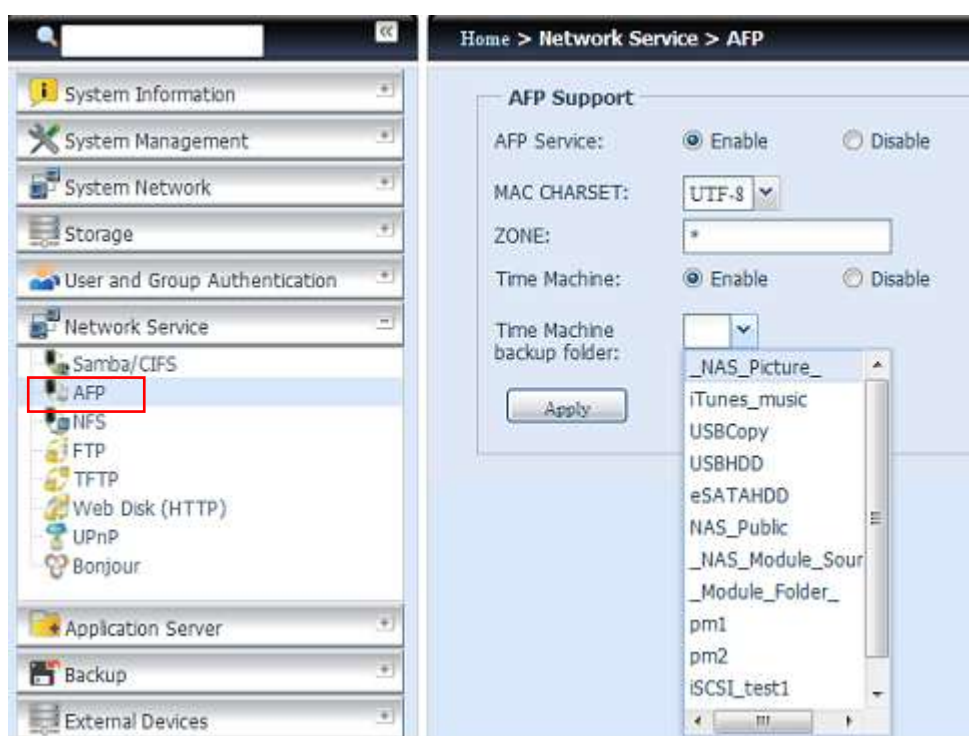 Home > Network Service > AFP
System Information
System Management
System Network
Storage
User and Group Authentication
Network Service
Samba/CIFS
AFP
NFS
FTP
TFTP
Web Disk (HTTP)
UPnP
Bonjour
Application Server
Backup
External Devices
AFP Support
AFP Service: Enable Disable
MAC CHARSET: UTF-8
ZONE: *
Time Machine: Enable Disable
Time Machine
backup folder:
_NAS_Picture_
iTunes_music
USBCopy
USBHDD
eSATAHDD
NAS_Public
_NAS_Module_Sour
_Module_Folder_
pm1
pm2
iSCSI_test1
Apply